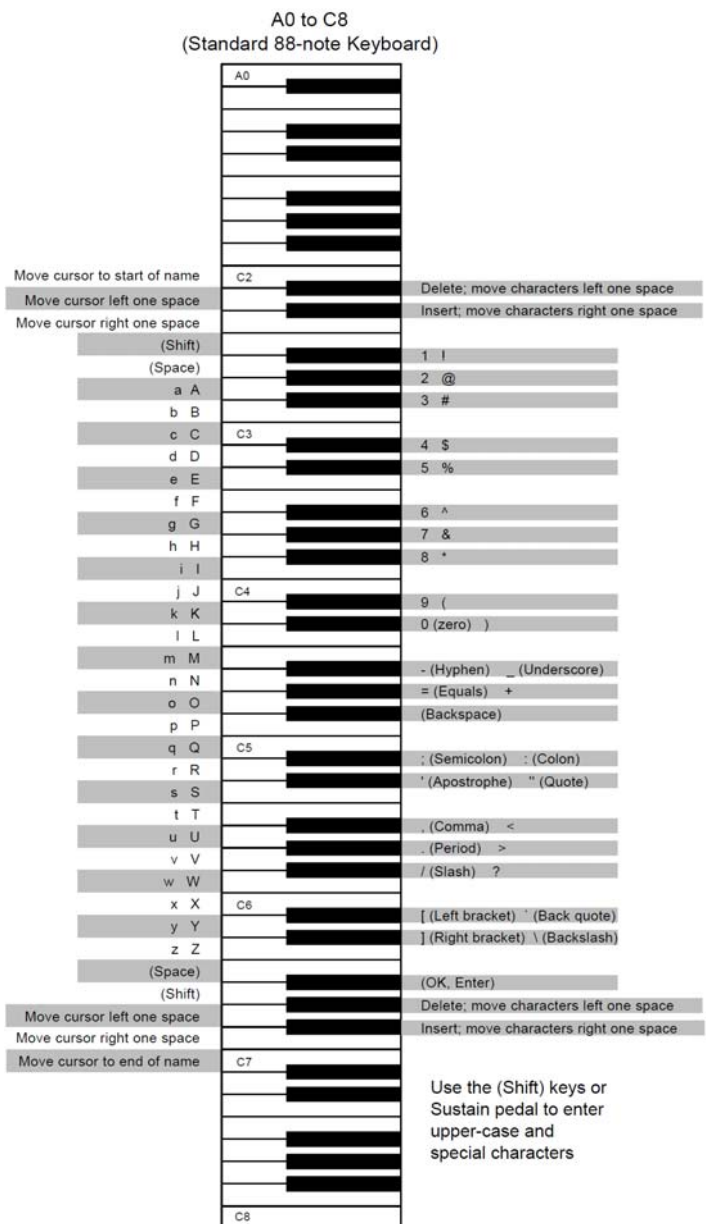 A0 to C8
(Standard 88-note Keyboard)
A0
Move cursor to start of name
C2
Move cursor left one space
Delete; move characters left one space
Move cursor right one space
Insert; move characters right one space
(Shift)
(Space)
1 !
a A
2 @
b B
3 #
c C
C3
d D
4 $
e E
5 %
f F
g G
6 ^
h H
7 &
i I
8 *
j J
C4
k K
9 (
l L
0 (zero) )
m M
n N
- (Hyphen) _ (Underscore)
o O
= (Equals) +
p P
(Backspace)
q Q
C5
r R
; (Semicolon) : (Colon)
s S
' (Apostrophe) " (Quote)
t T
u U
, (Comma) <
v V
. (Period) >
w W
/ (Slash) ?
x X
C6
y Y
[ (Left bracket) ` (Back quote)
z Z
] (Right bracket) \ (Backslash)
(Space)
(Shift)
(OK, Enter)
Move cursor left one space
Delete; move characters left one space
Move cursor right one space
Insert; move characters right one space
Move cursor to end of name
C7
Use the (Shift) keys or
Sustain pedal to enter
upper-case and
special characters
C8